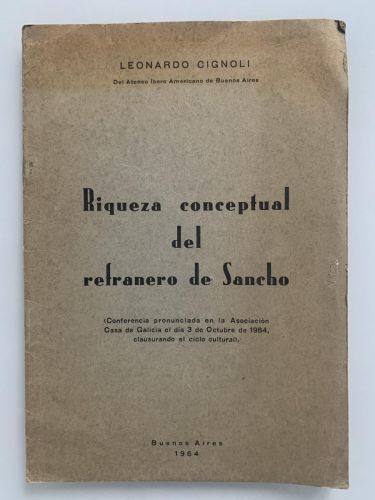 LEONARDO CIGNOLI
Del Ateneo Ibero Americano de Buenos Aires
Riqueza conceptual
del
refranero de Sancho
(Conferencia pronunciada en la Asociación
Casa de Galicia el día 3 de Octubre de 1964,
clausurando el ciclo cultural).
Buenos Aires
1964